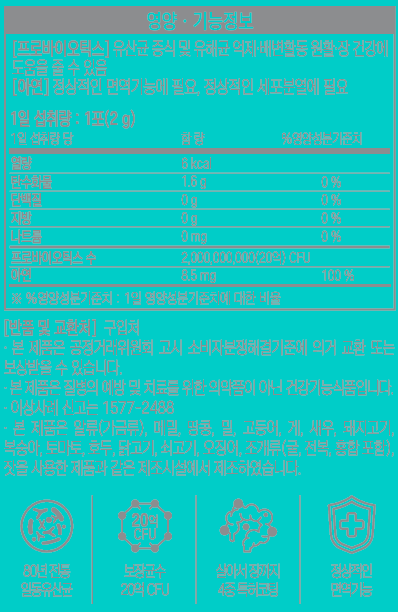 영양·기능정보
[프로바이오틱스] 유산균 증식 및 유해균 억제·배변활동 원활·장 건강에
도움을 줄 수 있음
[아연] 정상적인 면역기능에 필요, 정상적인 세포분열에 필요
1일 섭취량 : 1포(2 g)
1일 섭취량 당 함량 %영양성분기준치
열량 8 kcal
탄수화물 1.8 g 0 %
단백질 0 g 0 %
지방 0 g 0 %
나트륨 0 mg 0 %
프로바이오틱스 수 2,000,000,000(20억) CFU
아연 8.5 mg 100 %
※ %영양성분기준치 : 1일 영양성분기준치에 대한 비율
[반품 및 교환처] 구입처
· 본 제품은 공정거래위원회 고시 소비자분쟁해결기준에 의거 교환 또는
보상받을 수 있습니다.
· 본 제품은 질병의 예방 및 치료를 위한 의약품이 아닌 건강기능식품입니다.
· 이상사례 신고는 1577-2488
· 본 제품은 알류(가금류), 메밀, 땅콩, 밀, 고등어, 게, 새우, 돼지고기,
복숭아, 토마토, 호두, 닭고기, 쇠고기, 오징어, 조개류(굴, 전복, 홍합 포함),
잣을 사용한 제품과 같은 제조시설에서 제조하였습니다.
20억
CFU
80년 전통 보장균수 살아서 장까지 정상적인
일동유산균 20억 CFU 4중특허코팅 면역기능